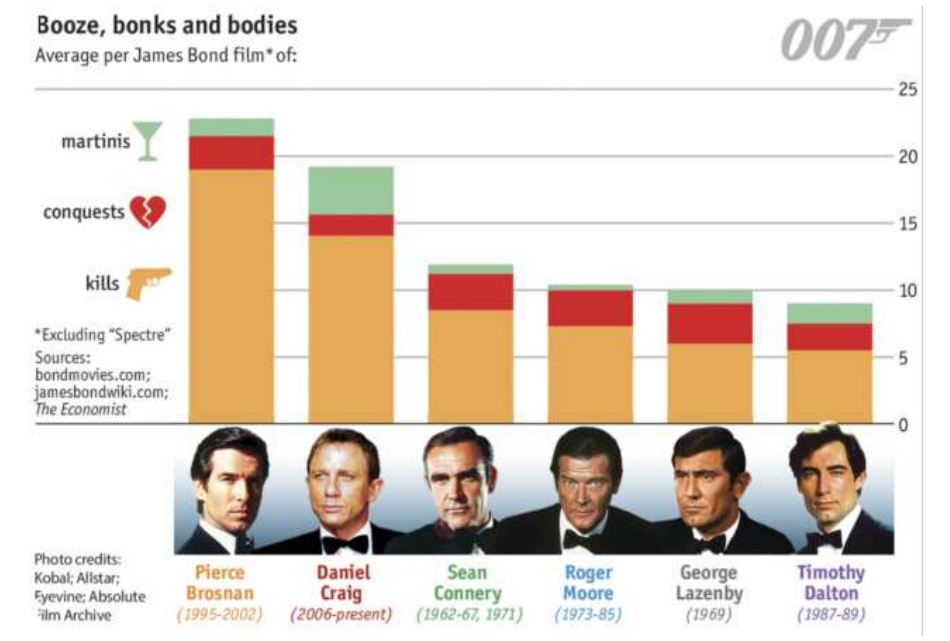 Booze, bonks and bodies
Average per James Bond film* of:
007
25
martinis
20
conquests
15
kills
10
*Excluding "Spectre"
Sources:
bondmovies.com;
jamesbondwiki.com;
The Economist
5
0
Photo credits:
Kobal; Allstar;
Eyevine; Absolute
Film Archive
Pierce
Brosnan
(1995-2002)
Daniel
Craig
(2006-present)
Sean
Connery
(1962-67, 1971)
Roger
Moore
(1973-85)
George
Lazenby
(1969)
Timothy
Dalton
(1987-89)